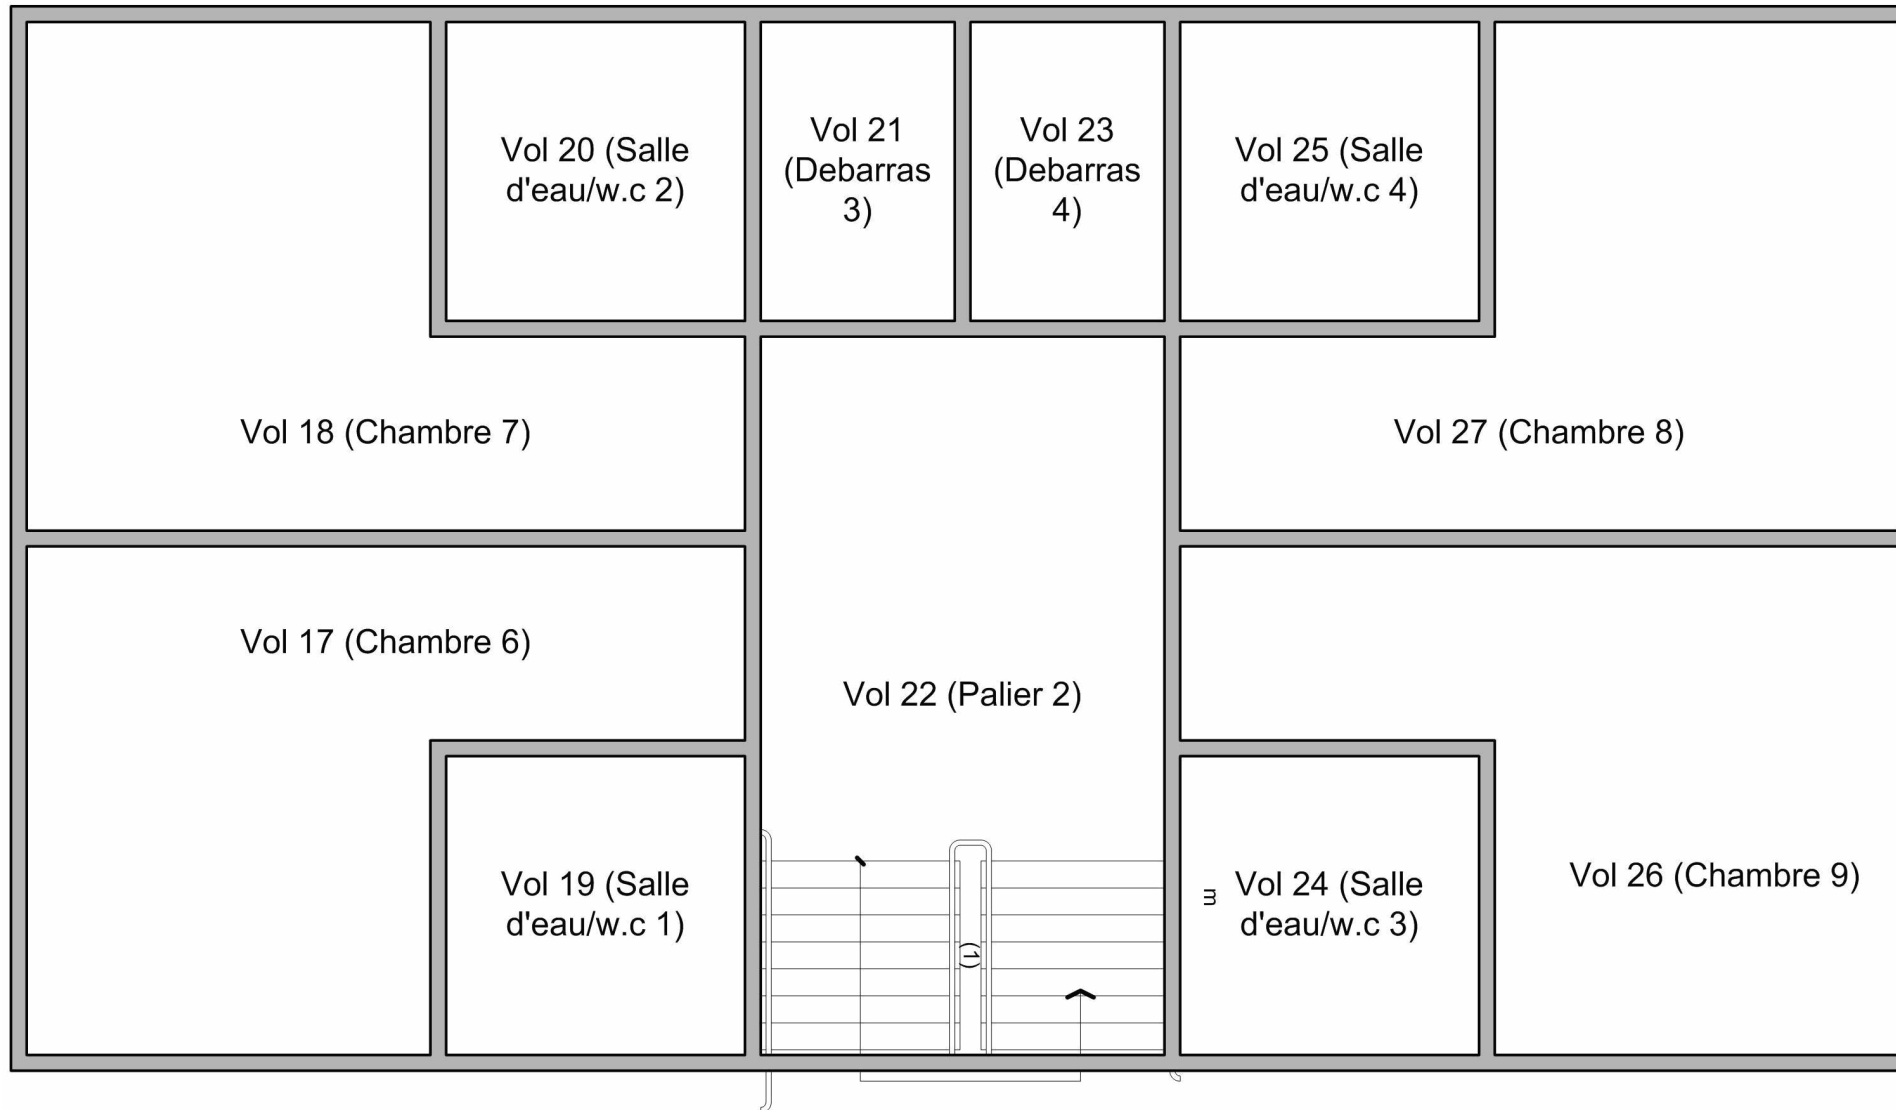 Vol 20 (Salle
d'eau/w.c 2)
Vol 21
(Debarras
3)
Vol 23
(Debarras
4)
Vol 25 (Salle
d'eau/w.c 4)
Vol 18 (Chambre 7)
Vol 27 (Chambre 8)
Vol 17 (Chambre 6)
Vol 22 (Palier 2)
Vol 19 (Salle
d'eau/w.c 1)
(1)
m
Vol 24 (Salle
d'eau/w.c 3)
Vol 26 (Chambre 9)